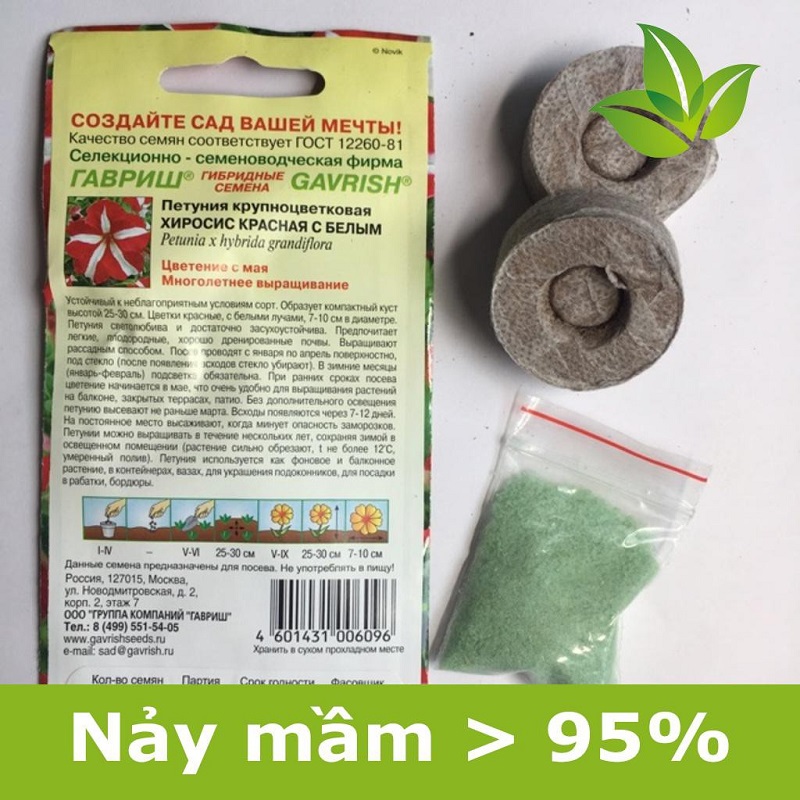 © Novik
СОЗДАЙТЕ САД ВАШЕЙ МЕЧТЫ!
Качество семян соответствует ГОСТ 12260-81
Селекционно - семеноводческая фирма
ГАВРИШ® ГИБРИДНЫЕ СЕМЕНА GAVRISH®
Петуния крупноцветковая
ХИРОСИС КРАСНАЯ С БЕЛЫМ
Petunia x hybrida grandiflora
Цветение с мая
Многолетнее выращивание
Устойчивый к неблагоприятным условиям сорт. Образует компактный куст
высотой 25-30 см. Цветки красные, с белыми лучами, 7-10 см в диаметре.
Петуния светолюбива и достаточно засухоустойчива. Предпочитает
легкие, плодородные, хорошо дренированные почвы. Выращивают
рассадным способом. Посев проводят с января по апрель поверхностно,
под стекло (после появления всходов стекло убирают). В зимние месяцы
(январь-февраль) подсветка обязательна. При ранних сроках посева
цветение начинается в мае, что очень удобно для выращивания растений
на балконе, закрытых террасах, патио. Без дополнительного освещения
петунию высевают не раньше марта. Всходы появляются через 7-12 дней.
На постоянное место высаживают, когда минует опасность заморозков.
Петунии можно выращивать в течение нескольких лет, сохраняя зимой в
освещенном помещении (растение сильно обрезают, t не более 12°С,
умеренный полив). Петуния используется как фоновое и балконное
растение, в контейнерах, вазах, для украшения подоконников, для посадки
в рабатки, бордюры.
I-IV – V-VI 25-30 см V-IX 25-30 см 7-10 см
Данные семена предназначены для посева. Не употреблять в пищу!
Россия, 127015, Москва,
ул. Новодмитровская, д. 2,
корп. 2, этаж 7
ООО "ГРУППА КОМПАНИЙ "ГАВРИШ"
Тел.: 8 (499) 551-54-05
www.gavrishseeds.ru
e-mail: sad@gavrish.ru
4 601431 006096
Хранить в сухом прохладном месте
Кол-во семян Партия Срок годности Фасовщик
Nảy mầm > 95%